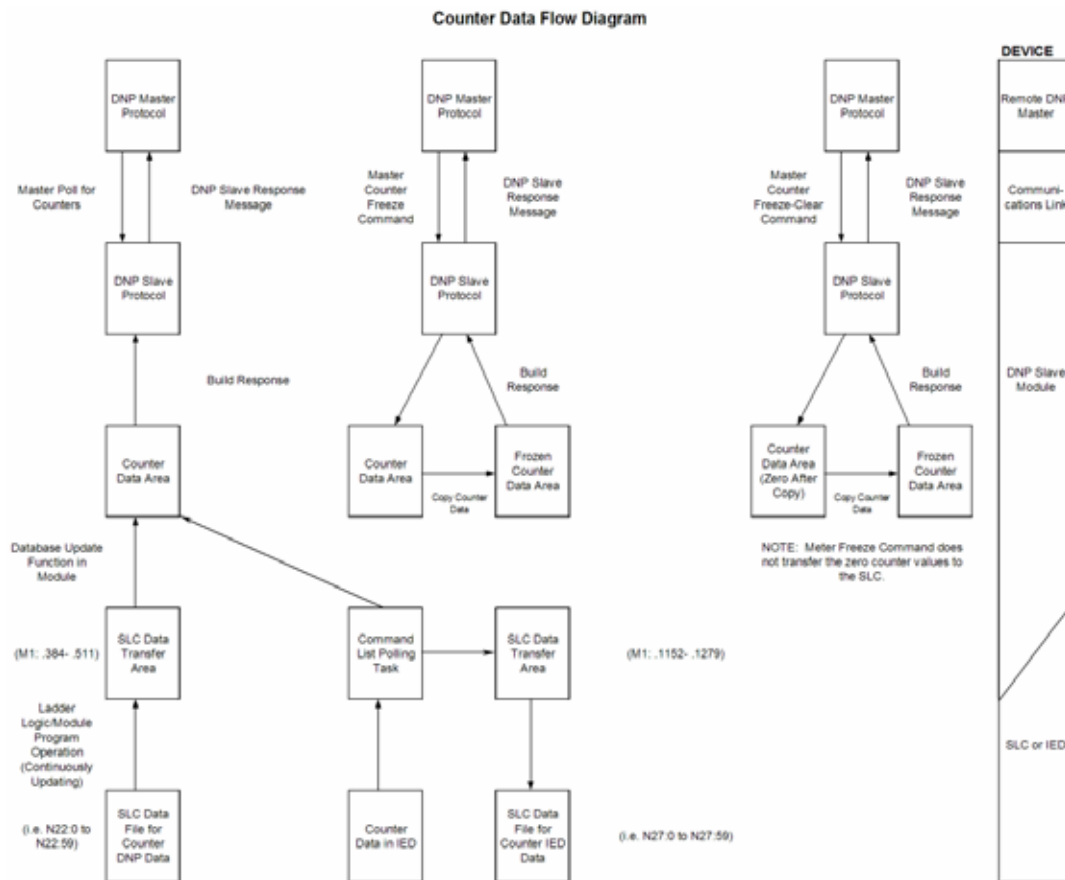 Counter Data Flow Diagram
DEVICE
DNP Master
Protocol
DNP Master
Protocol
DNP Master
Protocol
Remote DNP
Master
Master Poll for
Counters
DNP Slave Response
Message
Master
Counter
Freeze
Command
DNP Slave
Response
Message
Master
Counter
Freeze-Clear
Command
DNP Slave
Response
Message
Communi-
cations Link
DNP Slave
Protocol
DNP Slave
Protocol
DNP Slave
Protocol
Build Response
Build
Response
Build
Response
DNP Slave
Module
Counter
Data Area
Counter
Data Area
Copy Counter
Data
Frozen
Counter
Data Area
Counter
Data Area
(Zero After
Copy)
Copy Counter
Data
Frozen
Counter
Data Area
Database Update
Function in
Module
NOTE: Meter Freeze Command does
not transfer the zero counter values to
the SLC.
(M1: .384- .511)
SLC Data
Transfer
Area
Command
List Polling
Task
SLC Data
Transfer
Area
(M1: .1152- .1279)
Ladder
Logic/Module
Program
Operation
(Continuously
Updating)
SLC or IED
(i.e. N22:0 to
N22:59)
SLC Data
File for
Counter
DNP Data
Counter
Data in IED
SLC Data
File for
Counter IED
Data
(i.e. N27:0 to N27:59)